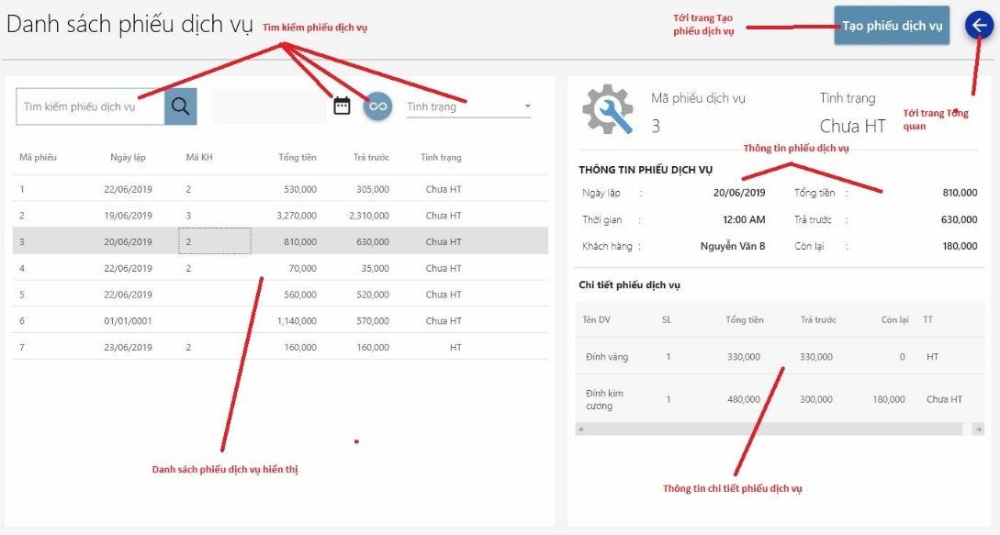 Danh sách phiếu dịch vụ
Tìm kiếm phiếu dịch vụ
Tới trang Tạo
phiếu dịch vụ
Tạo phiếu dịch vụ
Tìm kiếm phiếu dịch vụ
Tình trạng
Mã phiếu Ngày lập Mã KH Tổng tiền Trả trước Tình trạng
1 22/06/2019 2 530,000 305,000 Chưa HT
2 19/06/2019 3 3,270,000 2,310,000 Chưa HT
3 20/06/2019 2 810,000 630,000 Chưa HT
4 22/06/2019 2 70,000 35,000 Chưa HT
5 22/06/2019 560,000 520,000 Chưa HT
6 01/01/0001 1,140,000 570,000 Chưa HT
7 23/06/2019 2 160,000 160,000 HT
Danh sách phiếu dịch vụ hiển thị
Mã phiếu dịch vụ Tình trạng
3 Chưa HT
Tới trang Tổng
quan
Thông tin phiếu dịch vụ
THÔNG TIN PHIẾU DỊCH VỤ
Ngày lập : 20/06/2019 Tổng tiền : 810,000
Thời gian : 12:00 AM Trả trước : 630,000
Khách hàng : Nguyễn Văn B Còn lại : 180,000
Chi tiết phiếu dịch vụ
Tên DV SL Tổng tiền Trả trước Còn lại TT
Đính vàng 1 330,000 330,000 0 HT
Đính kim
cương 1 480,000 300,000 180,000 Chưa HT
Thông tin chi tiết phiếu dịch vụ